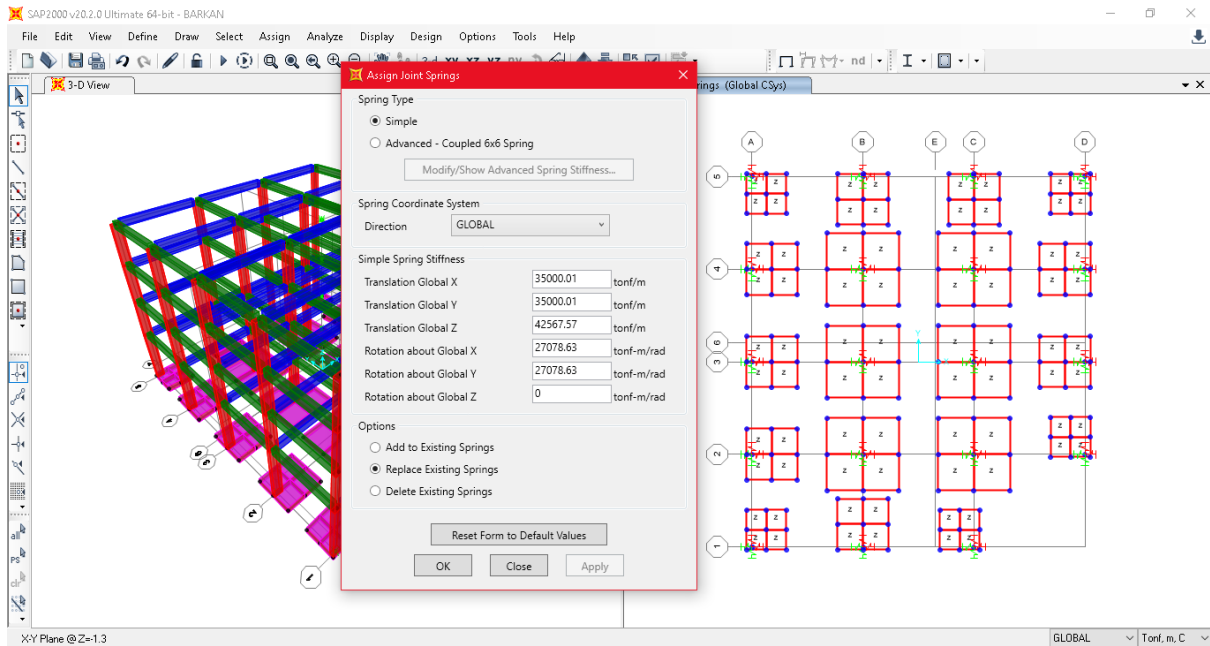 SAP2000 v20.2.0 Ultimate 64-bit - BARKAN
File Edit View Define Draw Select Assign Analyze Display Design Options Tools Help
nd
3-D View
rings (Global CSys)
Assign Joint Springs
Spring Type
Simple
Advanced - Coupled 6x6 Spring
Modify/Show Advanced Spring Stiffness...
Spring Coordinate System
Direction GLOBAL
Simple Spring Stiffness
Translation Global X 35000.01 tonf/m
Translation Global Y 35000.01 tonf/m
Translation Global Z 42567.57 tonf/m
Rotation about Global X 27078.63 tonf-m/rad
Rotation about Global Y 27078.63 tonf-m/rad
Rotation about Global Z 0 tonf-m/rad
Options
Add to Existing Springs
Replace Existing Springs
Delete Existing Springs
Reset Form to Default Values
OK Close Apply
A B E C D
5
z z z z z z z z
z z z z z z z z
4
z z z z z z z z
z z z z z z z z
6
3
z z z z z z z z
z z z z z z z z
2
z z z z z z z z
z z z z z z z z
1
z z z z z z
z z z z z z
all
PS
clr
X-Y Plane @ Z=-1.3
GLOBAL
Tonf, m, C